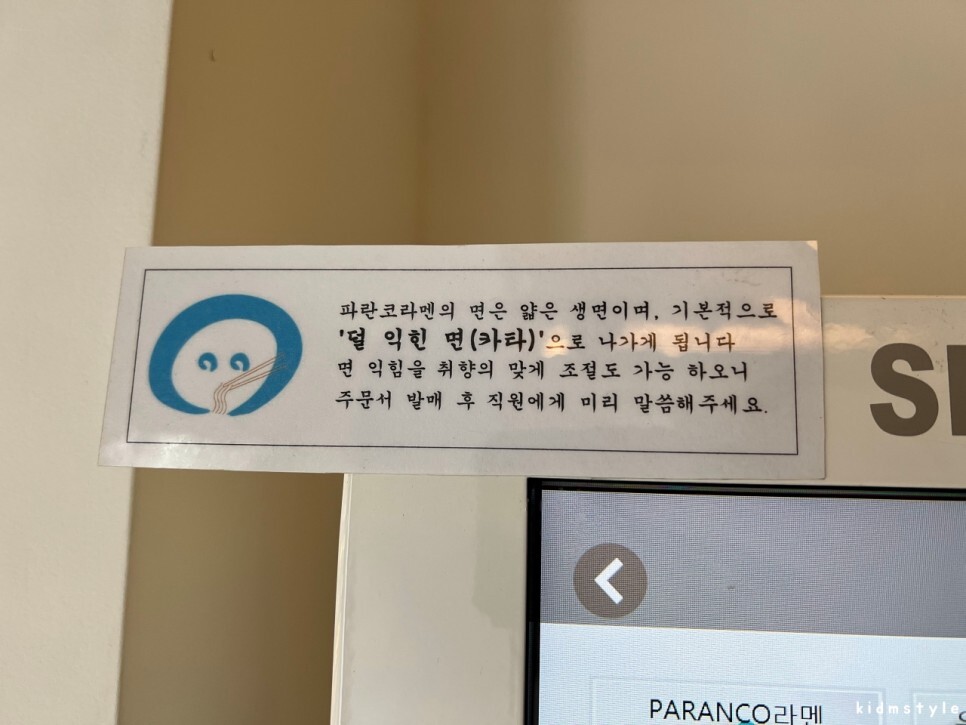 파란코라멘의 면은 얇은 생면이며, 기본적으로
'덜 익힌 면(카타)'으로 나가게 됩니다
면 익힘을 취향의 맞게 조절도 가능 하오니
주문서 발매 후 직원에게 미리 말씀해주세요.
PARANCO라멘
kidmstyle